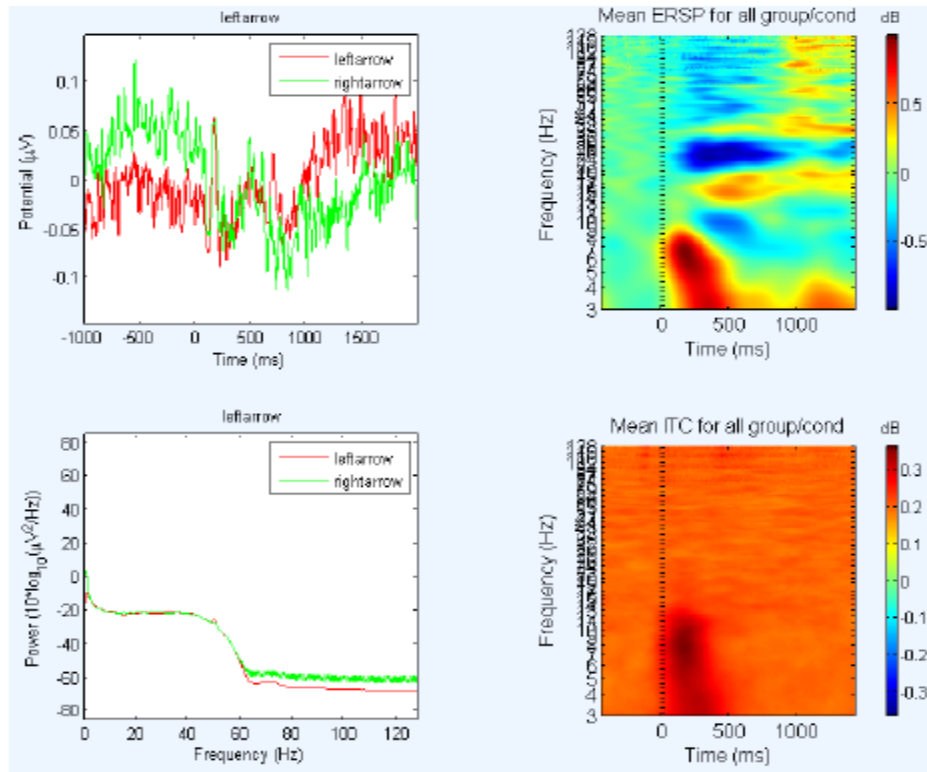 leftarrow
leftarrow
rightarrow
0.1
0.05
0
-0.05
-0.1
Potential (µV)
-1000 -500 0 500 1000 1500
Time (ms)
Mean ERSP for all group/cond
dB
Frequency (Hz)
4
3
0 500 1000
Time (ms)
0.5
0
-0.5
leftarrow
leftarrow
rightarrow
80
60
40
20
0
-20
-40
-60
-80
Power (10*log10(µV2/Hz))
0 20 40 60 80 100 120
Frequency (Hz)
Mean ITC for all group/cond
dB
Frequency (Hz)
4
3
0 500 1000
Time (ms)
0.3
0.2
0.1
0
-0.1
-0.2
-0.3